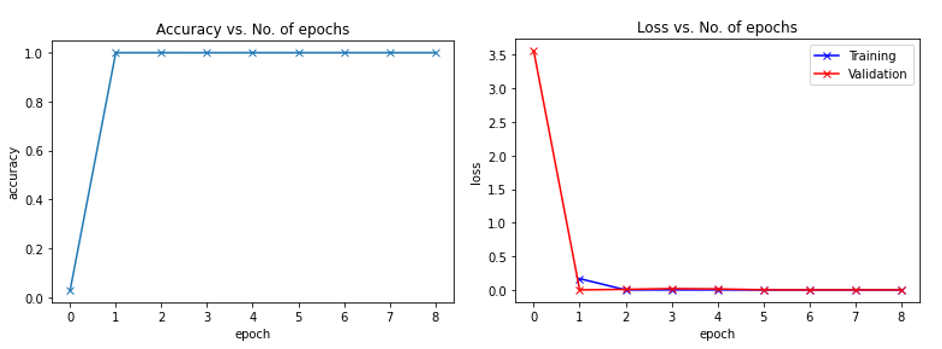 Accuracy vs. No. of epochs
1.0
0.8
0.6
0.4
0.2
0.0
accuracy
0 1 2 3 4 5 6 7 8
epoch
Loss vs. No. of epochs
Training
Validation
3.5
3.0
2.5
2.0
1.5
1.0
0.5
0.0
loss
0 1 2 3 4 5 6 7 8
epoch